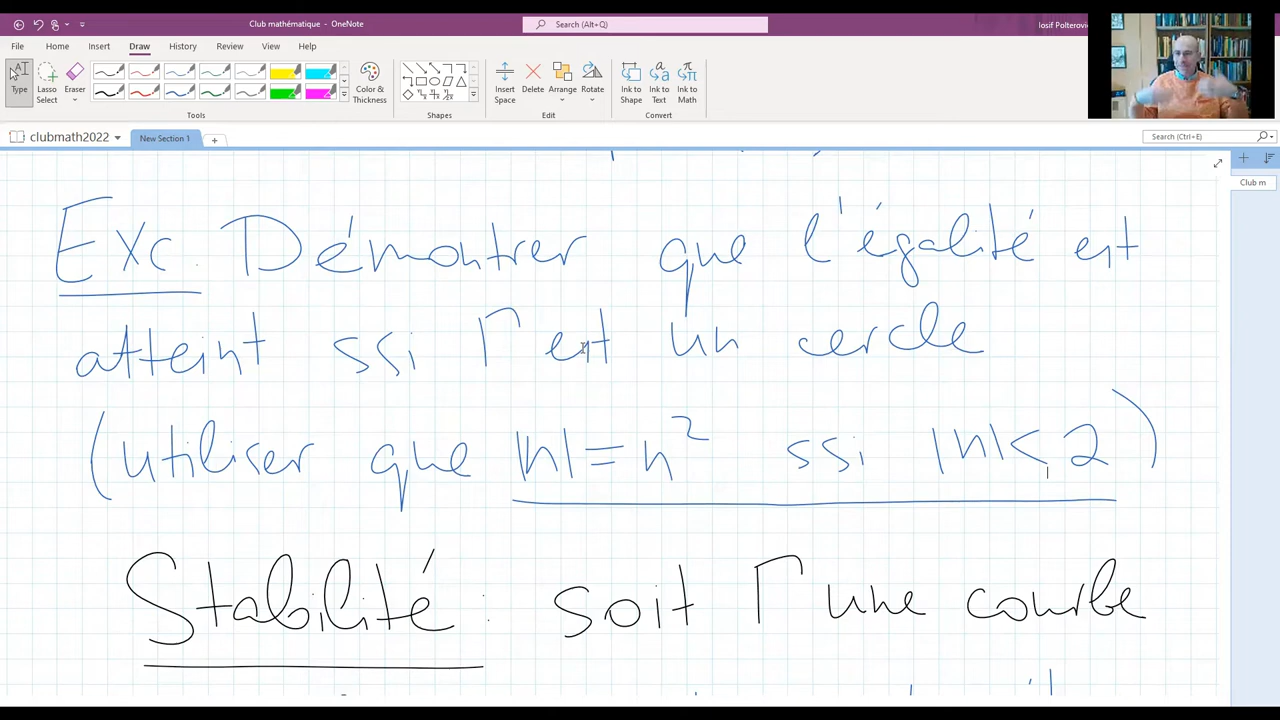 Club mathématique - OneNote
Search (Alt+Q)
Iosif Polterovi
File Home Insert Draw History Review View Help
Type
Lasso Select
Eraser
Color & Thickness
Insert Space
Delete
Arrange
Rotate
Ink to Shape
Ink to Text
Ink to Math
Tools
Shapes
Edit
Convert
clubmath2022
New Section 1
Search (Ctrl+E)
Club m
Exc. Démontrer que l'égalité est
atteint ssi Γ est un cercle
(utiliser que |n|=n² ssi |n|<2)
Stabilité: soit Γ une courbe